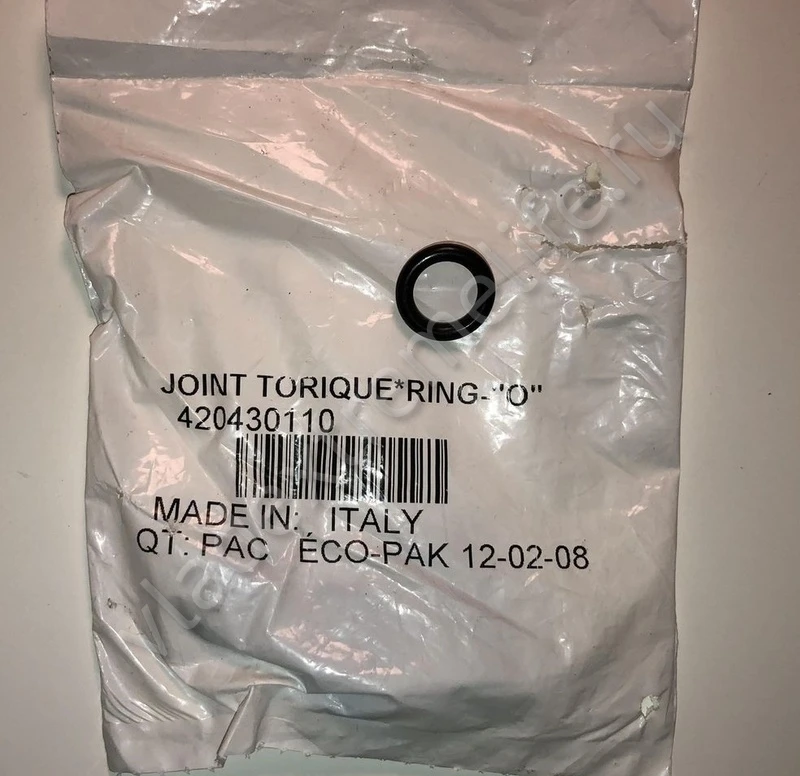 JOINT TORIQUE*RING-"O"
420430110
MADE IN: ITALY
QT: PAC ÉCO-PAK 12-02-08